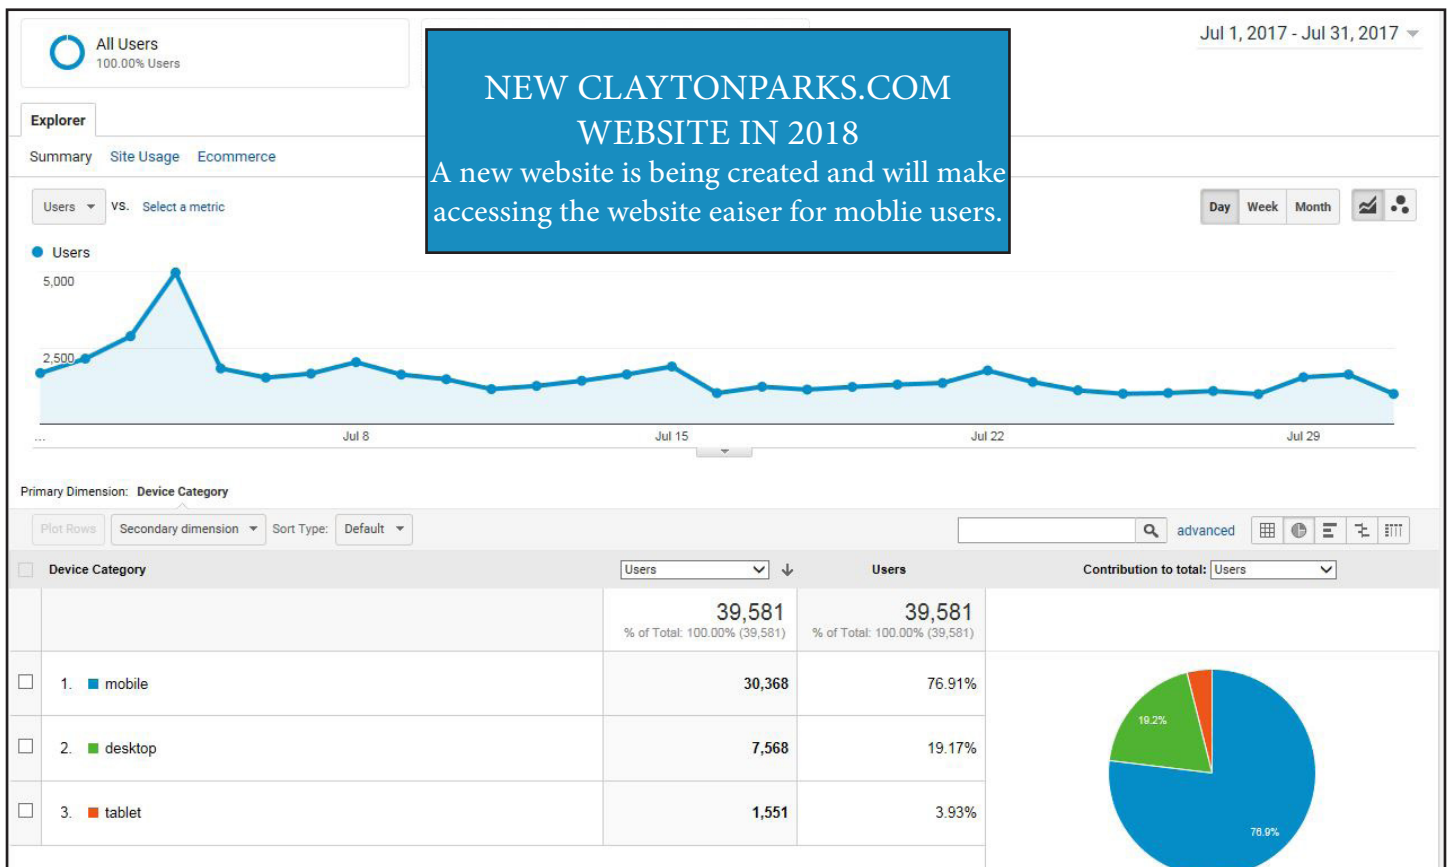 All Users
100.00% Users
Jul 1, 2017 - Jul 31, 2017
NEW CLAYTONPARKS.COM
WEBSITE IN 2018
A new website is being created and will make
accessing the website eaiser for moblie users.
Explorer
Summary Site Usage Ecommerce
Users VS. Select a metric
Day Week Month
Users
5,000
2,500
... Jul 8 Jul 15 Jul 22 Jul 29
Primary Dimension: Device Category
Plot Rows Secondary dimension Sort Type: Default advanced
Device Category Users Users Contribution to total: Users
39,581 39,581
% of Total: 100.00% (39,581) % of Total: 100.00% (39,581)
1. mobile 30,368 76.91%
2. desktop 7,568 19.17%
3. tablet 1,551 3.93%
19.2%
76.9%